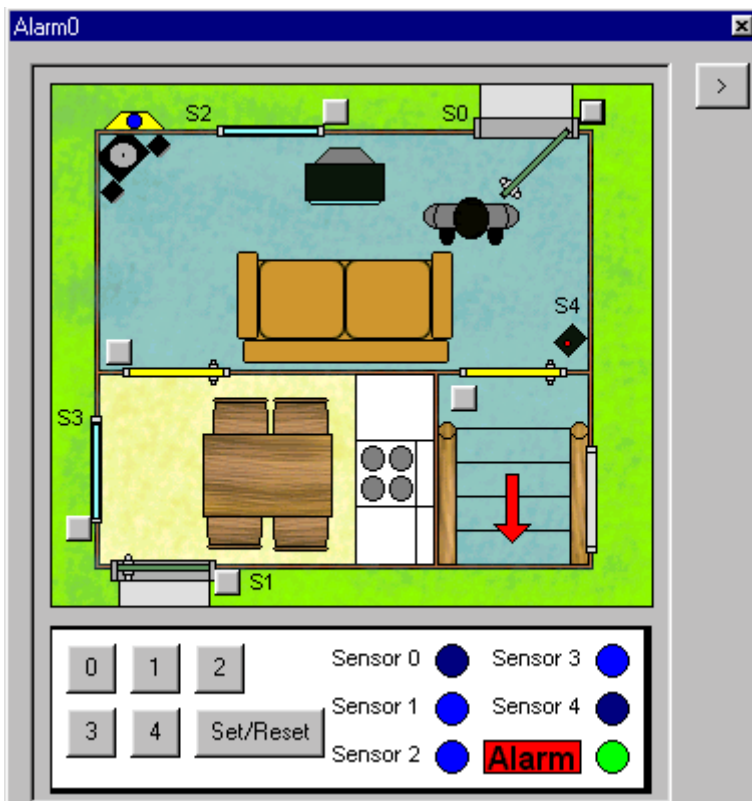 Alarm0
>
S2
S0
S4
S3
S1
0 1 2
3 4 Set/Reset
Sensor 0 Sensor 3
Sensor 1 Sensor 4
Sensor 2 Alarm